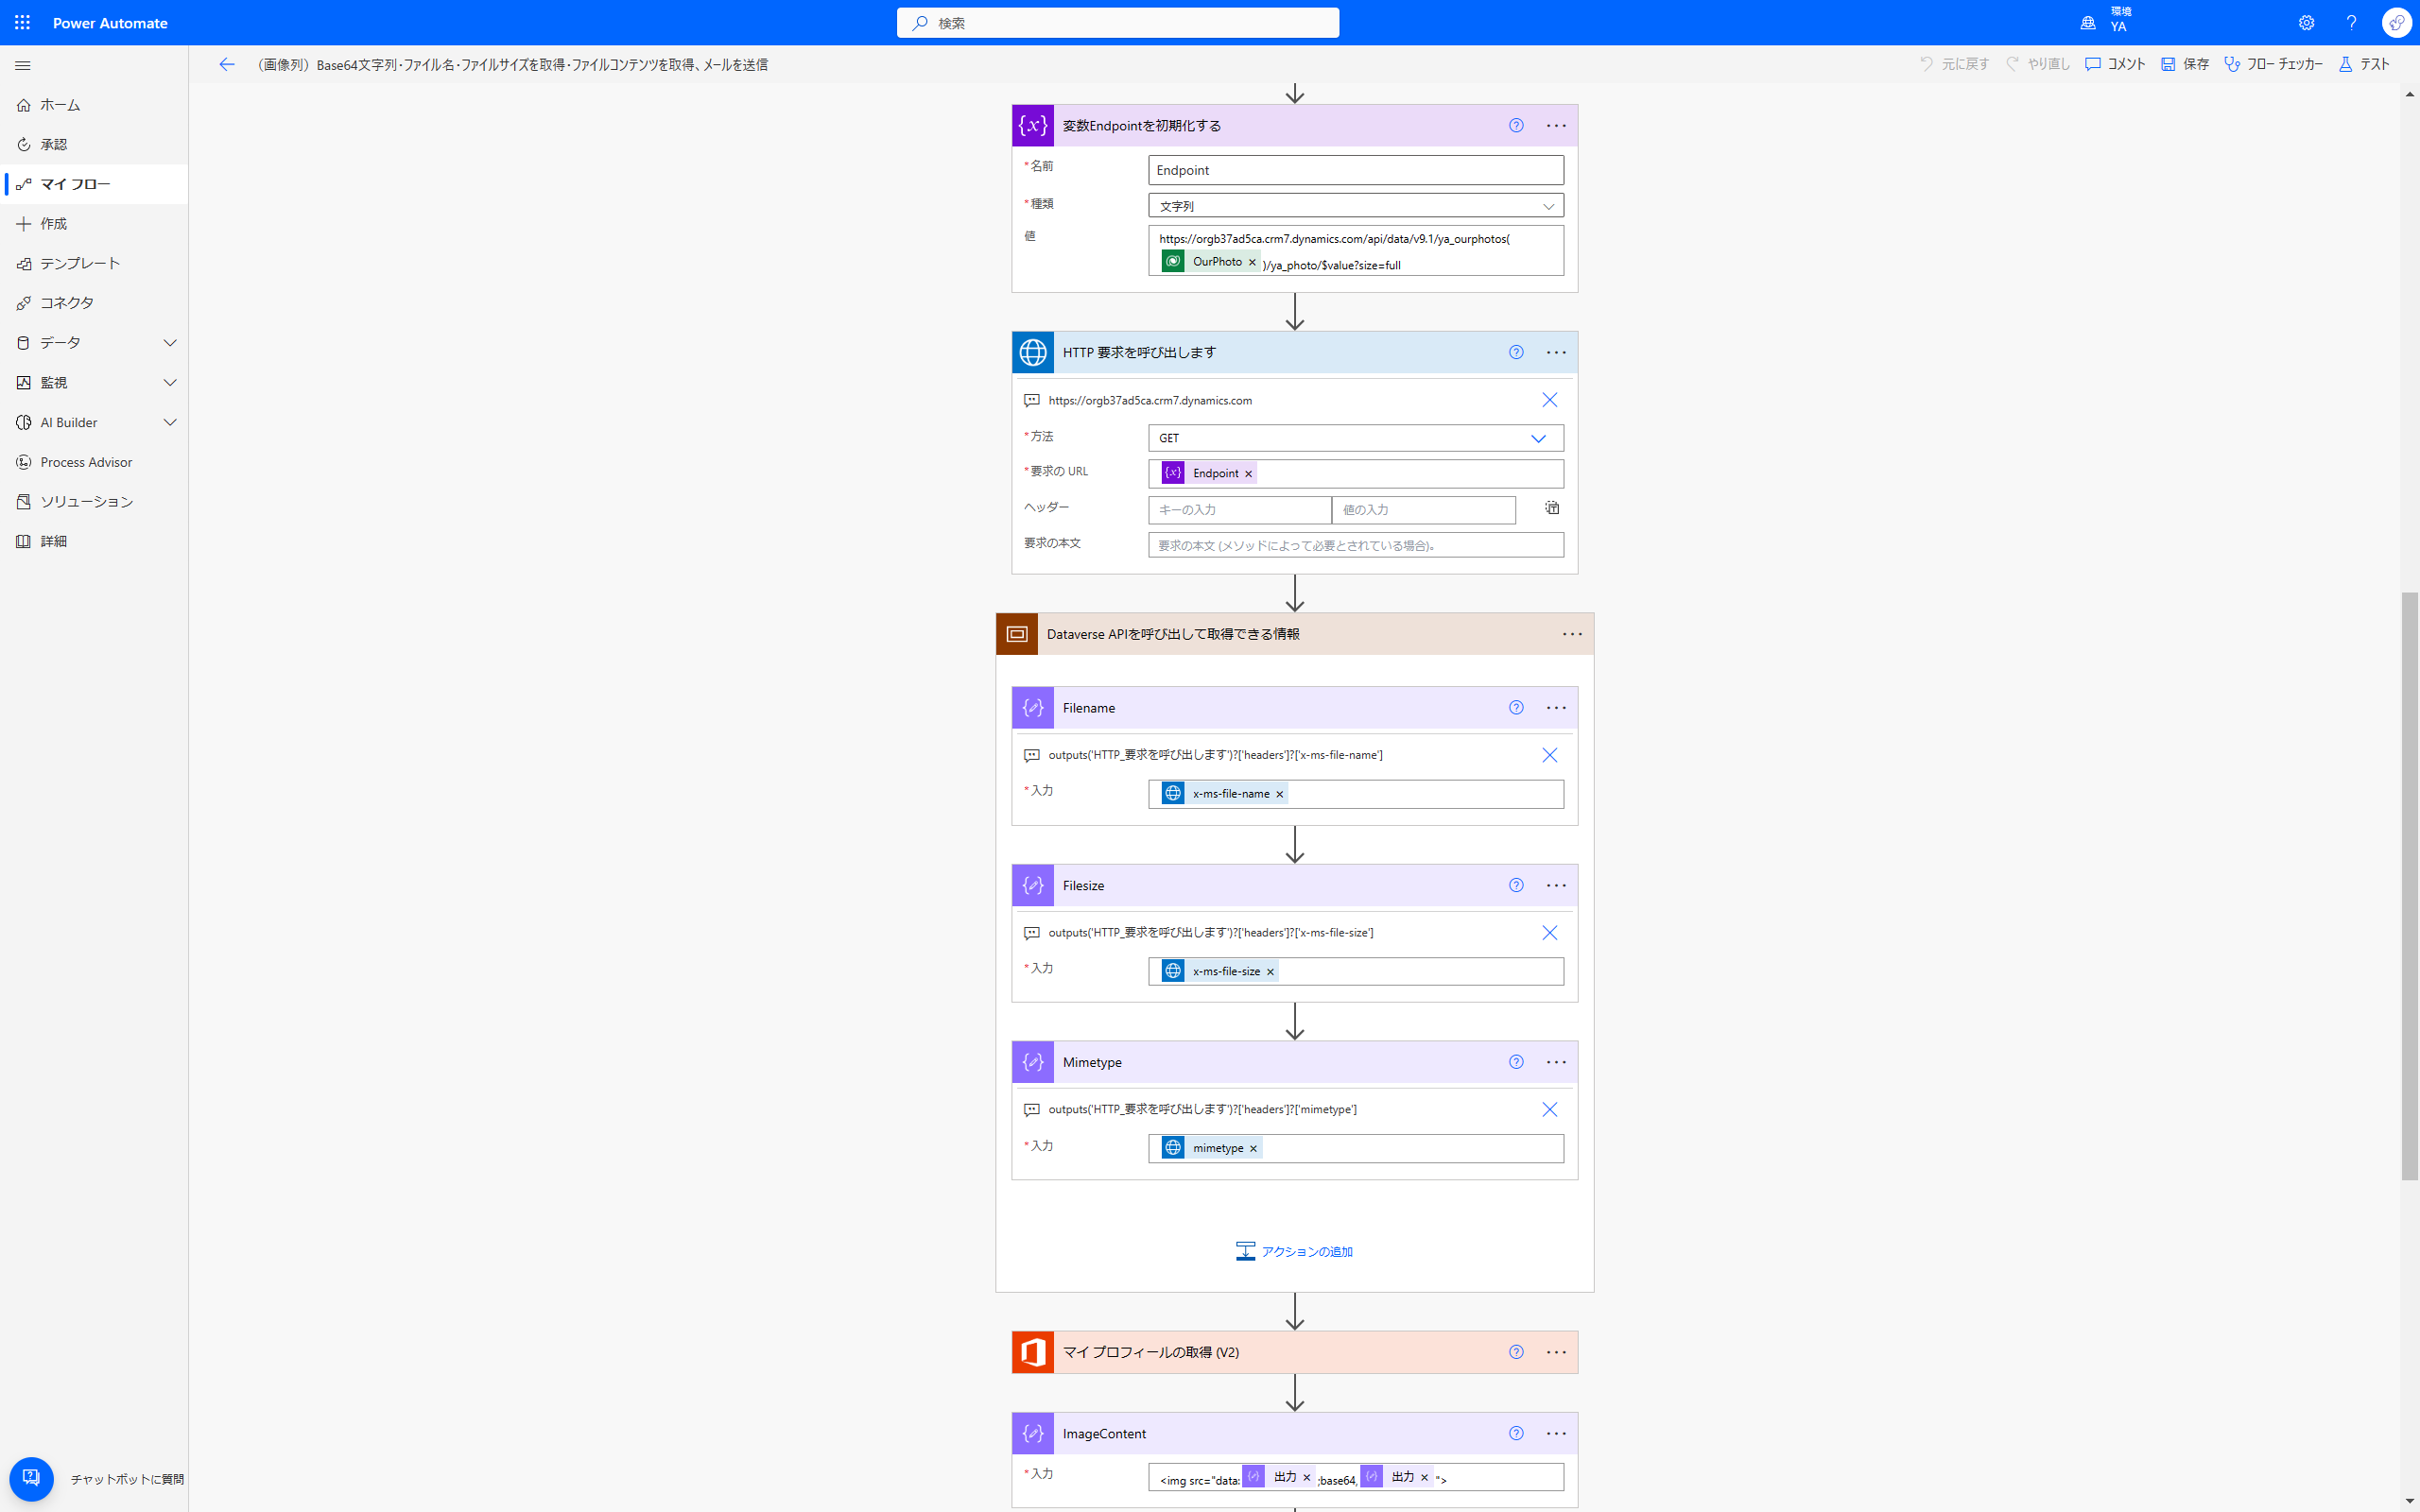 Power Automate
検索
環境
YA
（画像列）Base64文字列・ファイル名・ファイルサイズを取得・ファイルコンテンツを取得、メールを送信
元に戻す
やり直し
コメント
保存
フロー チェッカー
テスト
ホーム
承認
マイ フロー
作成
テンプレート
コネクタ
データ
監視
AI Builder
Process Advisor
ソリューション
詳細
チャットボットに質問
変数Endpointを初期化する
*名前
Endpoint
*種類
文字列
値
https://orgb37ad5ca.crm7.dynamics.com/api/data/v9.1/ya_ourphotos(
OurPhoto × )/ya_photo/$value?size=full
HTTP 要求を呼び出します
https://orgb37ad5ca.crm7.dynamics.com
*方法
GET
*要求の URL
Endpoint ×
ヘッダー
キーの入力
値の入力
要求の本文
要求の本文 (メソッドによって必要とされている場合)。
Dataverse APIを呼び出して取得できる情報
Filename
outputs('HTTP_要求を呼び出します')?['headers']?['x-ms-file-name']
*入力
x-ms-file-name ×
Filesize
outputs('HTTP_要求を呼び出します')?['headers']?['x-ms-file-size']
*入力
x-ms-file-size ×
Mimetype
outputs('HTTP_要求を呼び出します')?['headers']?['mimetype']
*入力
mimetype ×
アクションの追加
マイ プロフィールの取得 (V2)
ImageContent
*入力
<img src="data: 出力 × ;base64, 出力 × ">